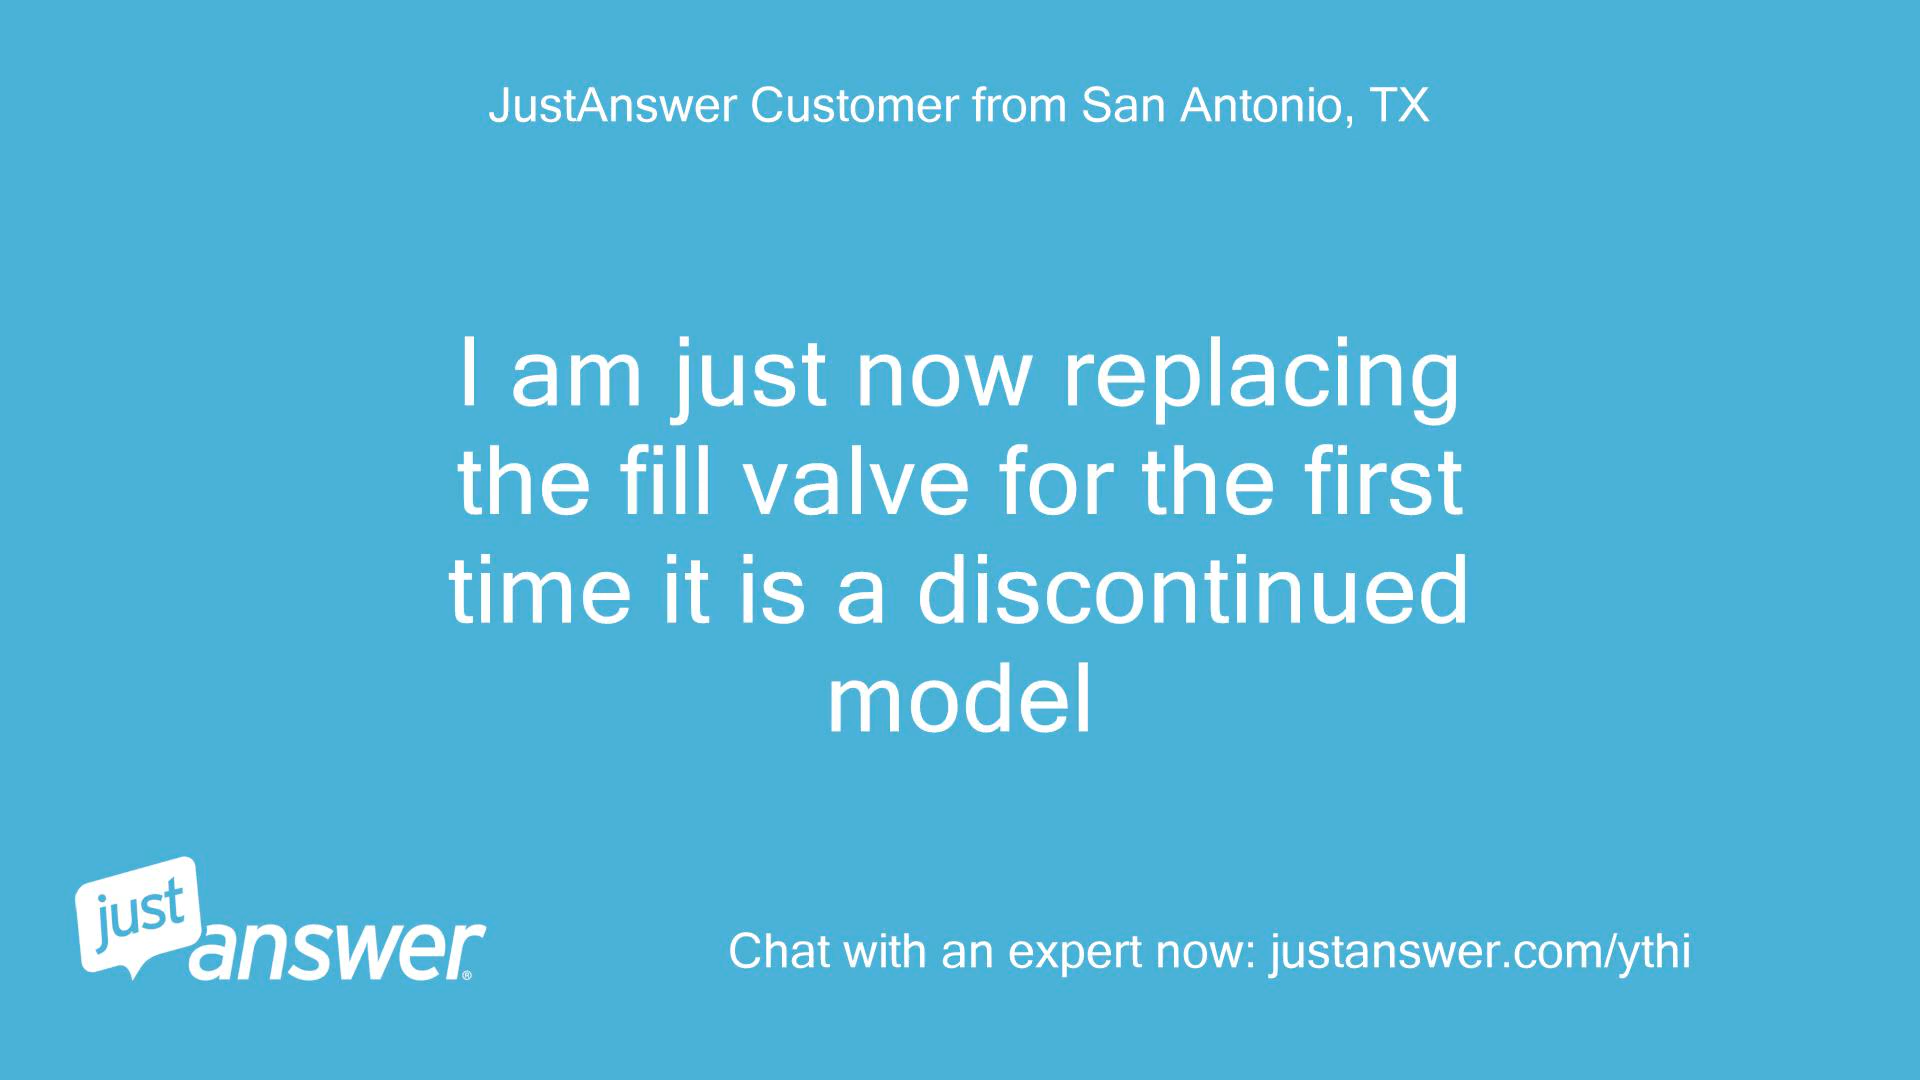 JustAnswer Customer from San Antonio, TX
I am just now replacing
the fill valve for the first
time it is a discontinued
model
just
answer®
Chat with an expert now: justanswer.com/ythi